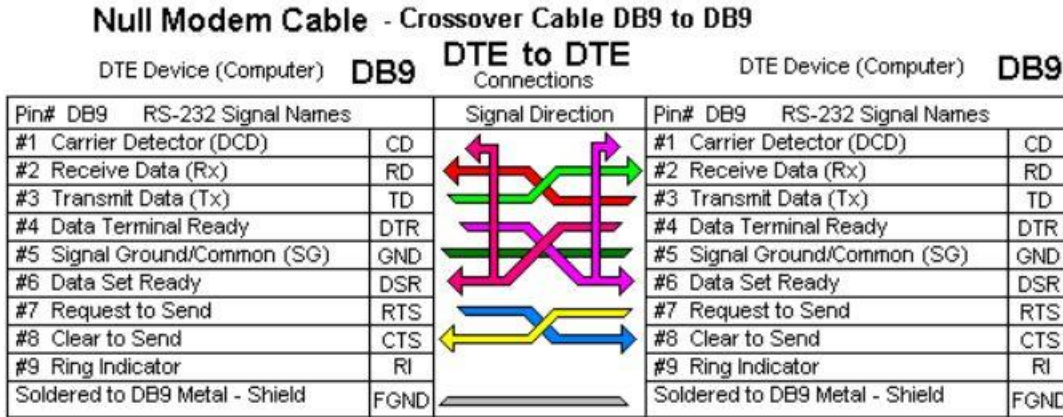 Null Modem Cable - Crossover Cable DB9 to DB9
DTE Device (Computer) DB9 DTE to DTE Connections DTE Device (Computer) DB9
Pin# DB9 RS-232 Signal Names Signal Direction Pin# DB9 RS-232 Signal Names
#1 Carrier Detector (DCD) CD #1 Carrier Detector (DCD) CD
#2 Receive Data (Rx) RD #2 Receive Data (Rx) RD
#3 Transmit Data (Tx) TD #3 Transmit Data (Tx) TD
#4 Data Terminal Ready DTR #4 Data Terminal Ready DTR
#5 Signal Ground/Common (SG) GND #5 Signal Ground/Common (SG) GND
#6 Data Set Ready DSR #6 Data Set Ready DSR
#7 Request to Send RTS #7 Request to Send RTS
#8 Clear to Send CTS #8 Clear to Send CTS
#9 Ring Indicator RI #9 Ring Indicator RI
Soldered to DB9 Metal - Shield FGND Soldered to DB9 Metal - Shield FGND